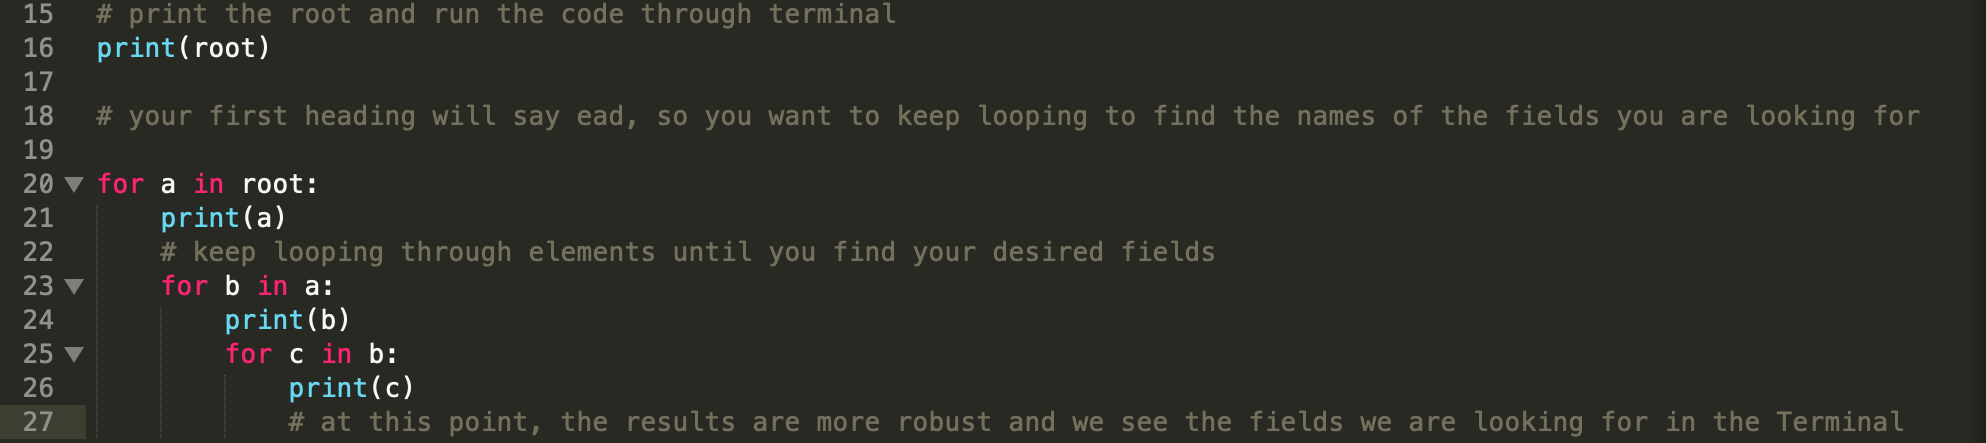 15 # print the root and run the code through terminal
16 print(root)
17
18 # your first heading will say ead, so you want to keep looping to find the names of the fields you are looking for
19
20 ▼ for a in root:
21     print(a)
22     # keep looping through elements until you find your desired fields
23 ▼     for b in a:
24         print(b)
25 ▼         for c in b:
26             print(c)
27             # at this point, the results are more robust and we see the fields we are looking for in the Terminal